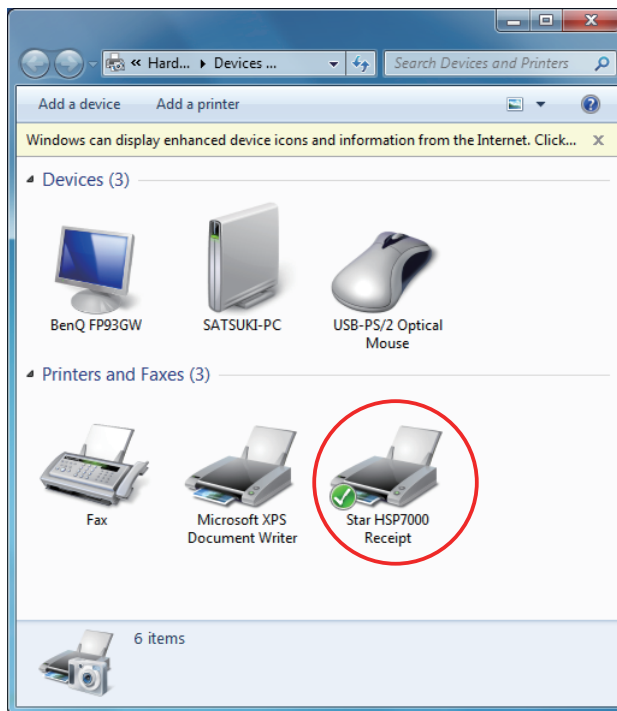 « Hard... ▸ Devices ...
Search Devices and Printers
Add a device Add a printer
Windows can display enhanced device icons and information from the Internet. Click...
Devices (3)
BenQ FP93GW
SATSUKI-PC
USB-PS/2 Optical
Mouse
Printers and Faxes (3)
Fax
Microsoft XPS
Document Writer
Star HSP7000
Receipt
6 items